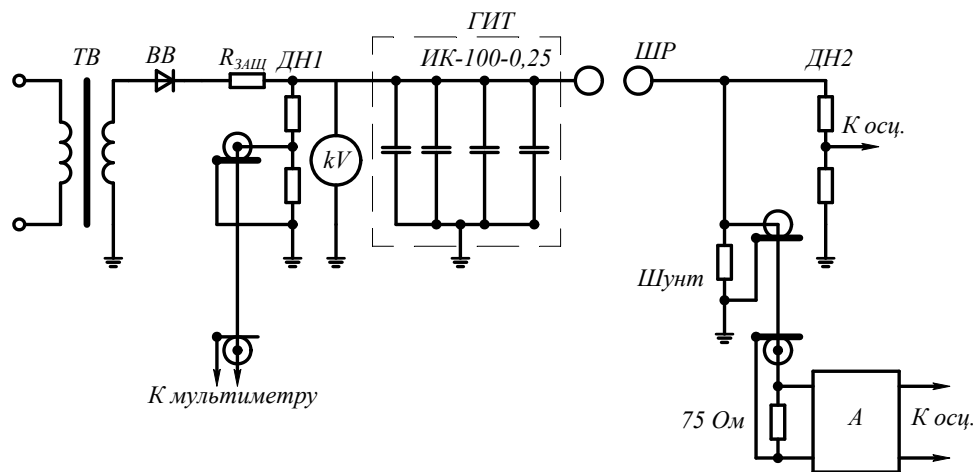 ГИТ
ТВ
ВВ
RЗАЩ
ДН1
ИК-100-0,25
ШР
ДН2
К осц.
kV
Шунт
К мультиметру
75 Ом
А
К осц.